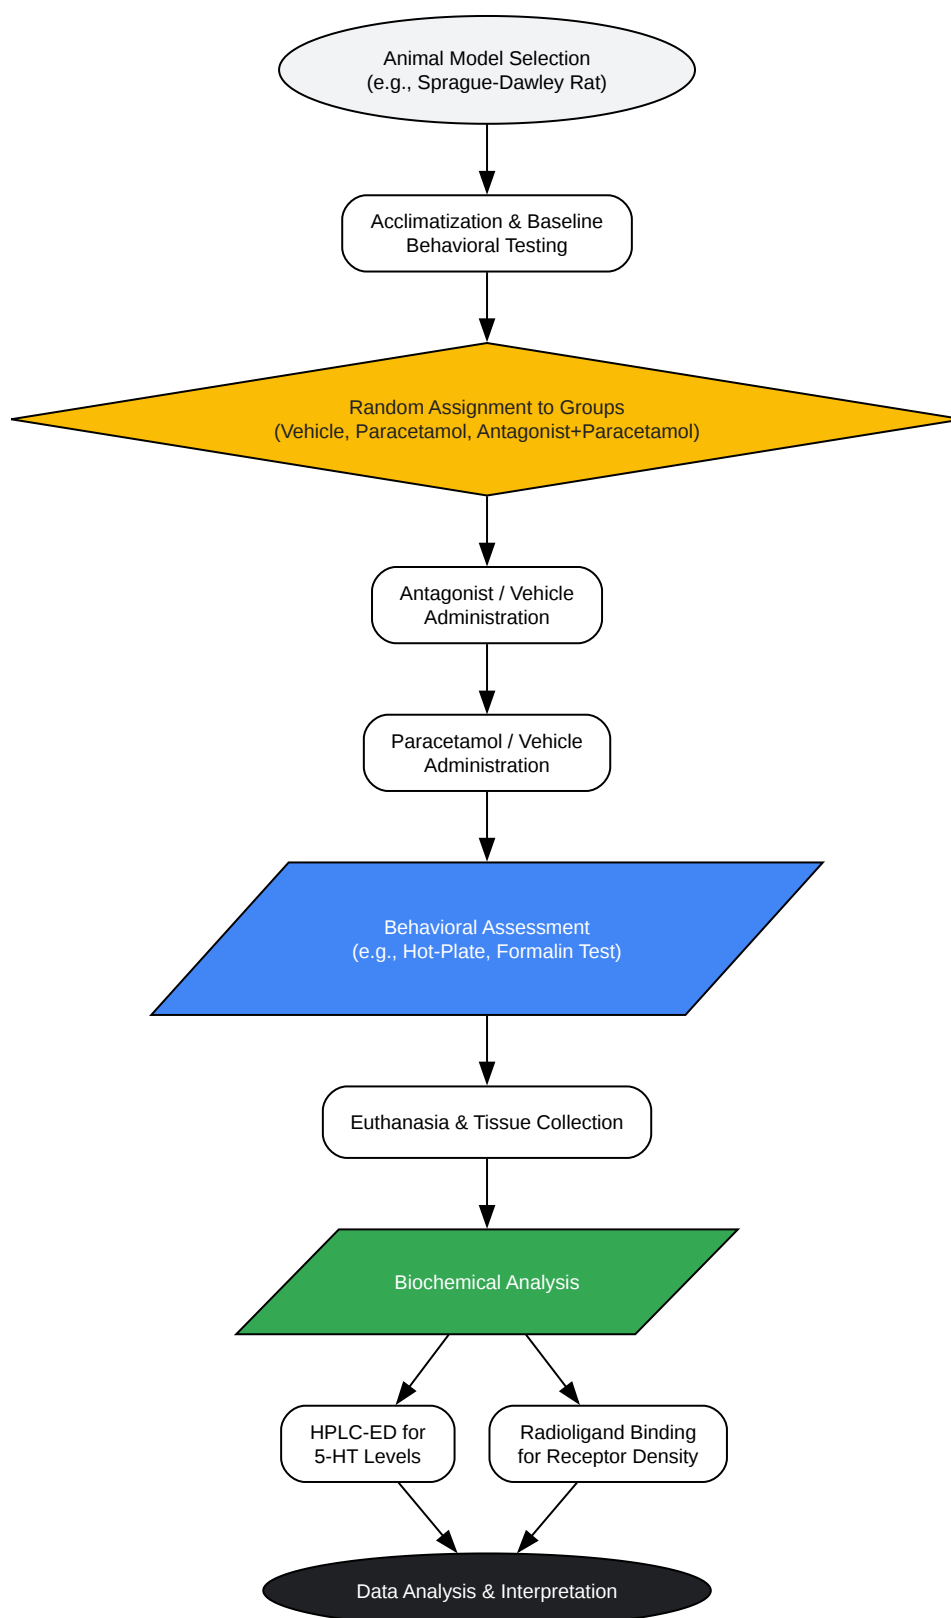 Animal Model Selection
(e.g., Sprague-Dawley Rat)
Acclimatization & Baseline
Behavioral Testing
Random Assignment to Groups
(Vehicle, Paracetamol, Antagonist+Paracetamol)
Antagonist / Vehicle
Administration
Paracetamol / Vehicle
Administration
Behavioral Assessment
(e.g., Hot-Plate, Formalin Test)
Euthanasia & Tissue Collection
Biochemical Analysis
HPLC-ED for
5-HT Levels
Radioligand Binding
for Receptor Density
Data Analysis & Interpretation